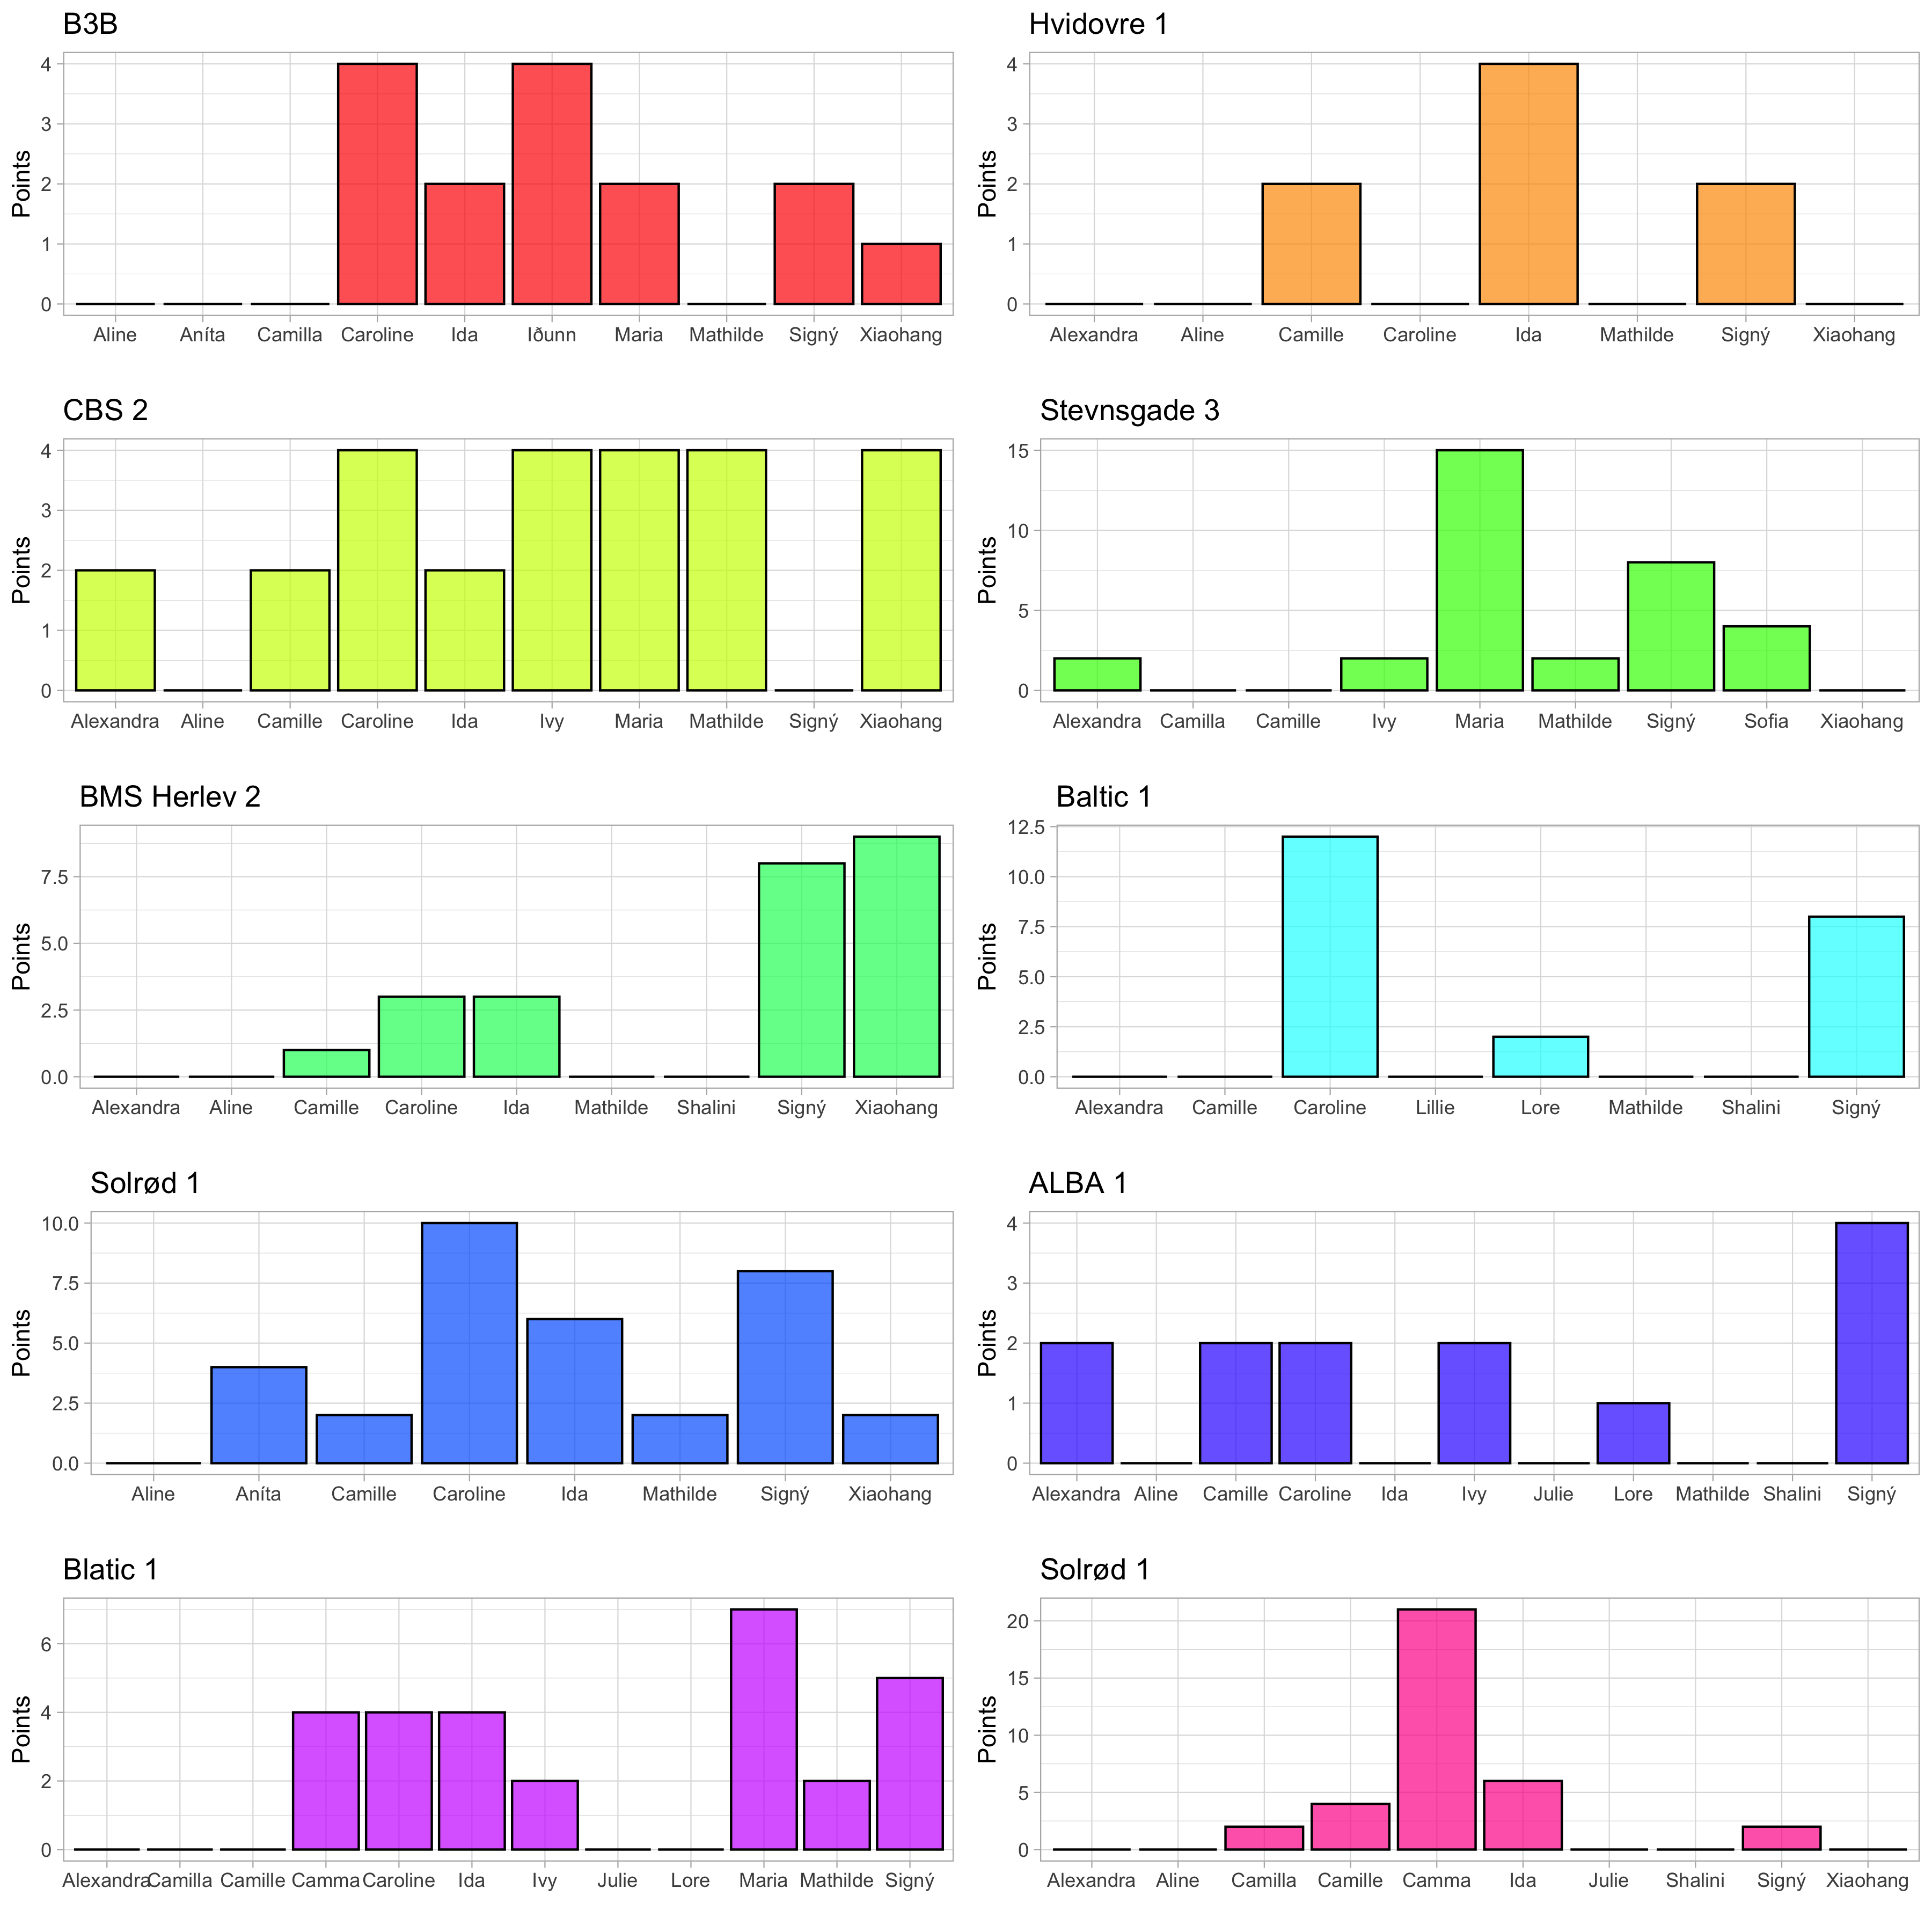 B3B
Points
4
3
2
1
0
Aline Aníta Camilla Caroline Ida Iðunn Maria Mathilde Signý Xiaohang
Hvidovre 1
Points
4
3
2
1
0
Alexandra Aline Camille Caroline Ida Mathilde Signý Xiaohang
CBS 2
Points
4
3
2
1
0
Alexandra Aline Camille Caroline Ida Ivy Maria Mathilde Signý Xiaohang
Stevnsgade 3
Points
15
10
5
0
Alexandra Camilla Camille Ivy Maria Mathilde Signý Sofia Xiaohang
BMS Herlev 2
Points
7.5
5.0
2.5
0.0
Alexandra Aline Camille Caroline Ida Mathilde Shalini Signý Xiaohang
Baltic 1
Points
12.5
10.0
7.5
5.0
2.5
0.0
Alexandra Camille Caroline Lillie Lore Mathilde Shalini Signý
Solrød 1
Points
10.0
7.5
5.0
2.5
0.0
Aline Aníta Camille Caroline Ida Mathilde Signý Xiaohang
ALBA 1
Points
4
3
2
1
0
Alexandra Aline Camille Caroline Ida Ivy Julie Lore Mathilde Shalini Signý
Blatic 1
Points
6
4
2
0
Alexandra Camilla Camille Camma Caroline Ida Ivy Julie Lore Maria Mathilde Signý
Solrød 1
Points
20
15
10
5
0
Alexandra Aline Camilla Camille Camma Ida Julie Shalini Signý Xiaohang